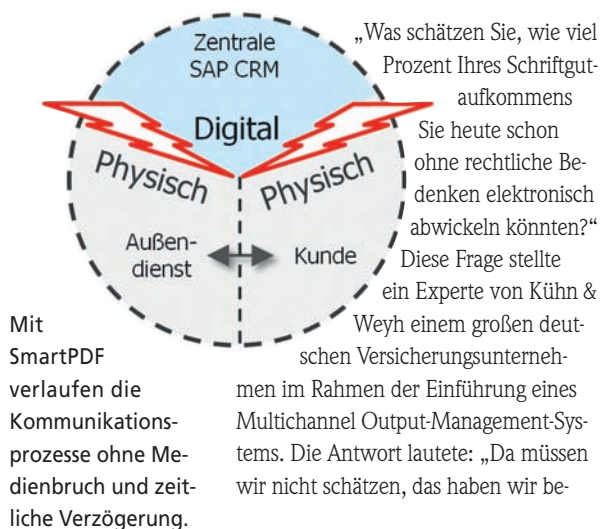 Zentrale
SAP CRM
Digital
Physisch
Physisch
Außen-
dienst
Kunde
Mit
SmartPDF
verlaufen die
Kommunikations-
prozesse ohne Me-
dienbruch und zeit-
liche Verzögerung.
„Was schätzen Sie, wie viel
Prozent Ihres Schriftgut-
aufkommens
Sie heute schon
ohne rechtliche Be-
denken elektronisch
abwickeln könnten?“
Diese Frage stellte
ein Experte von Kühn &
Weyh einem großen deut-
schen Versicherungsunterneh-
men im Rahmen der Einführung eines
Multichannel Output-Management-Sys-
tems. Die Antwort lautete: „Da müssen
wir nicht schätzen, das haben wir be-